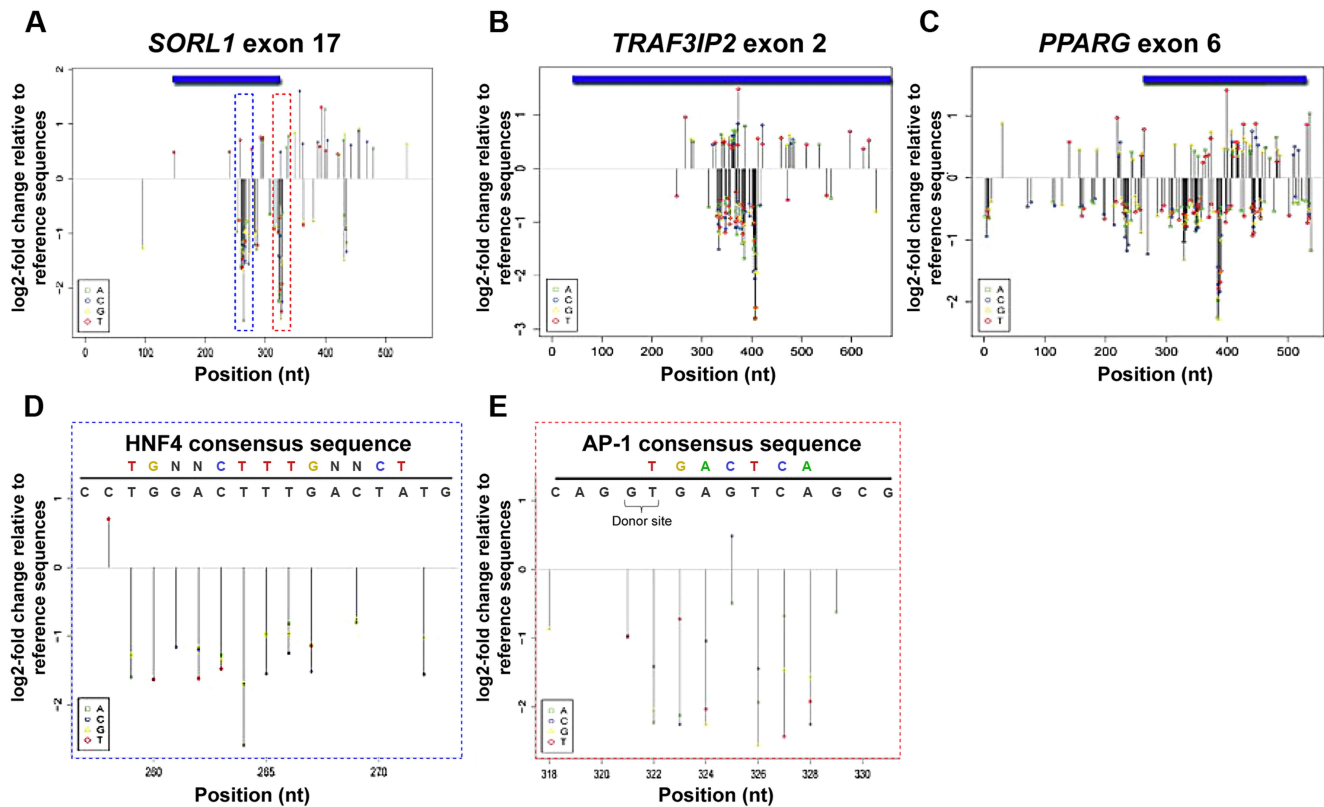 A
SORL1 exon 17
log2-fold change relative to
reference sequences
2
1
0
−1
−2
A
C
G
T
0 100 200 300 400 500
Position (nt)
B
TRAF3IP2 exon 2
log2-fold change relative to
reference sequences
1
0
−1
−2
−3
A
C
G
T
0 100 200 300 400 500 600
Position (nt)
C
PPARG exon 6
log2-fold change relative to
reference sequences
1
0
−1
−2
A
C
G
T
0 100 200 300 400 500
Position (nt)
D
HNF4 consensus sequence
T G N N C T T T G N N C T
C C T G G A C T T T G A C T A T G
log2-fold change relative to
reference sequences
1
0
−1
−2
A
C
G
T
260 265 270
Position (nt)
E
AP-1 consensus sequence
T G A C T C A
C A G G T G A G T C A G C G
Donor site
log2-fold change relative to
reference sequences
1
0
−1
−2
A
C
G
T
318 320 322 324 326 328 330
Position (nt)